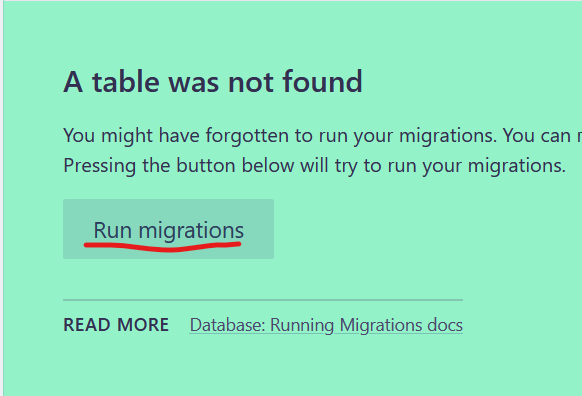 A table was not found
You might have forgotten to run your migrations. You can
Pressing the button below will try to run your migrations.
Run migrations
READ MORE Database: Running Migrations docs